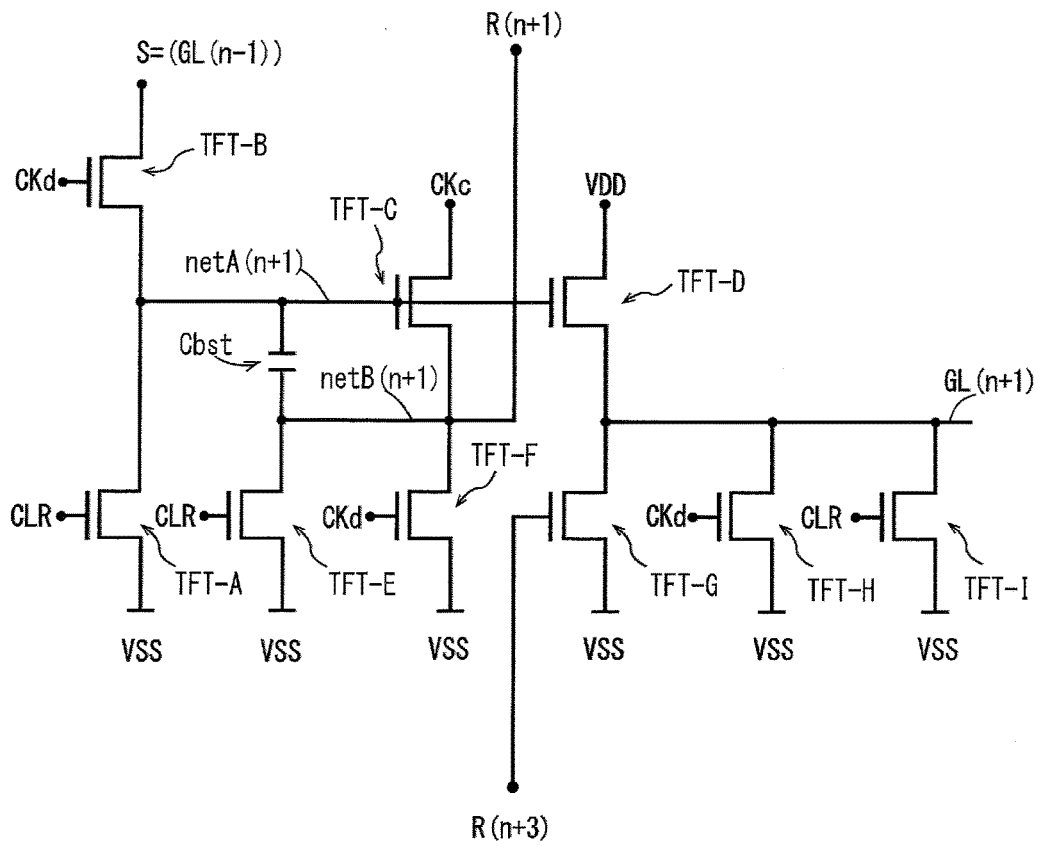 R(n+1)
S=(GL(n-1))
TFT-B
CKd
CKc
VDD
TFT-C
netA(n+1)
TFT-D
Cbst
netB(n+1)
GL(n+1)
TFT-F
CLR
CLR
CKd
CKd
CLR
TFT-A
TFT-E
TFT-G
TFT-H
TFT-I
VSS
VSS
VSS
VSS
VSS
VSS
R(n+3)